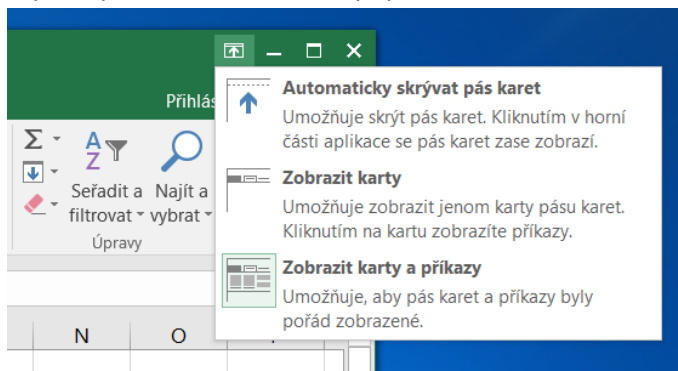 Přihlás
Automaticky skrývat pás karet
Umožňuje skrýt pás karet. Kliknutím v horní
části aplikace se pás karet zase zobrazí.
Zobrazit karty
Umožňuje zobrazit jenom karty pásu karet.
Kliknutím na kartu zobrazíte příkazy.
Zobrazit karty a příkazy
Umožňuje, aby pás karet a příkazy byly
pořád zobrazené.
Σ
A
Z
Seřadit a
filtrovat
Najít a
vybrat
Úpravy
N O